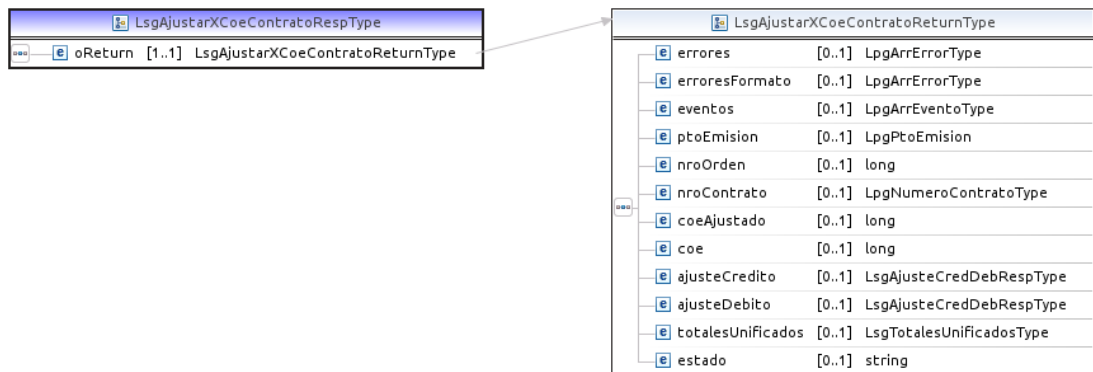 LsgAjustarXCoeContratoRespType
e oReturn [1..1] LsgAjustarXCoeContratoReturnType
LsgAjustarXCoeContratoReturnType
e errores [0..1] LpgArrErrorType
e erroresFormato [0..1] LpgArrErrorType
e eventos [0..1] LpgArrEventoType
e ptoEmision [0..1] LpgPtoEmision
e nroOrden [0..1] long
e nroContrato [0..1] LpgNumeroContratoType
e coeAjustado [0..1] long
e coe [0..1] long
e ajusteCredito [0..1] LsgAjusteCredDebRespType
e ajusteDebito [0..1] LsgAjusteCredDebRespType
e totalesUnificados [0..1] LsgTotalesUnificadosType
e estado [0..1] string